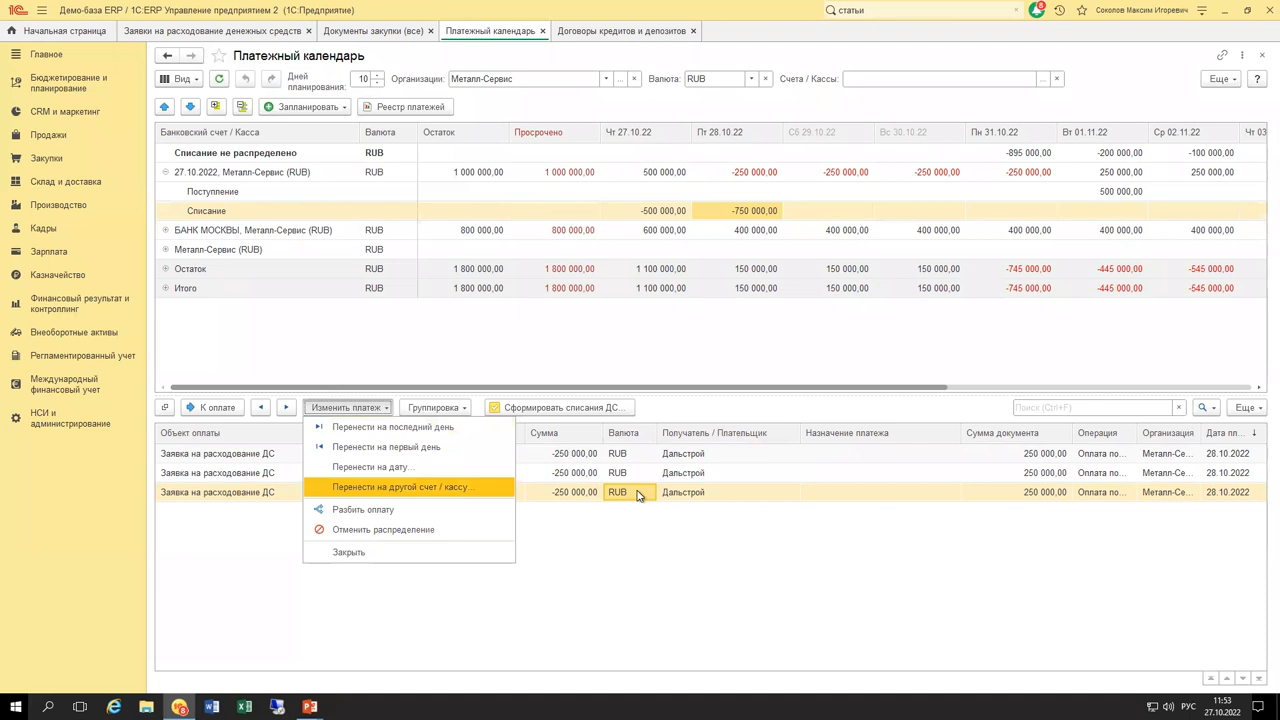 Демо-база ERP / 1С:ERP Управление предприятием 2 (1С:Предприятие)
статьи
8
Соколов Максим Игоревич
Начальная страница
Заявки на расходование денежных средств
Документы закупки (все)
Платежный календарь
Договоры кредитов и депозитов
Главное
Бюджетирование и
планирование
CRM и маркетинг
Продажи
Закупки
Склад и доставка
Производство
Кадры
Зарплата
Казначейство
Финансовый результат и
контроллинг
Внеоборотные активы
Регламентированный учет
Международный
финансовый учет
НСИ и
администрирование
Платежный календарь
Вид
Дней
планирования:
10
Организации:
Металл-Сервис
Валюта:
RUB
Счета / Кассы:
Еще
?
Запланировать
Реестр платежей
Банковский счет / Касса Валюта Остаток Просрочено Чт 27.10.22 Пт 28.10.22 Сб 29.10.22 Вс 30.10.22 Пн 31.10.22 Вт 01.11.22 Ср 02.11.22 Чт 03
Списание не распределено RUB -895 000,00 -200 000,00 -100 000,00
27.10.2022, Металл-Сервис (RUB) RUB 1 000 000,00 1 000 000,00 500 000,00 -250 000,00 -250 000,00 -250 000,00 -250 000,00 250 000,00 250 000,00
Поступление 500 000,00
Списание -500 000,00 -750 000,00
БАНК МОСКВЫ, Металл-Сервис (RUB) RUB 800 000,00 800 000,00 600 000,00 400 000,00 400 000,00 400 000,00 400 000,00 400 000,00 400 000,00
Металл-Сервис (RUB) RUB
Остаток RUB 1 800 000,00 1 800 000,00 1 100 000,00 150 000,00 150 000,00 150 000,00 -745 000,00 -445 000,00 -545 000,00
Итого RUB 1 800 000,00 1 800 000,00 1 100 000,00 150 000,00 150 000,00 150 000,00 -745 000,00 -445 000,00 -545 000,00
К оплате
Изменить платеж
Группировка
Сформировать списания ДС...
Поиск (Ctrl+F)
Еще
Объект оплаты Сумма Валюта Получатель / Плательщик Назначение платежа Сумма документа Операция Организация Дата пл...
Заявка на расходование ДС -250 000,00 RUB Дальстрой 250 000,00 Оплата по... Металл-Се... 28.10.2022
Заявка на расходование ДС -250 000,00 RUB Дальстрой 250 000,00 Оплата по... Металл-Се... 28.10.2022
Заявка на расходование ДС -250 000,00 RUB Дальстрой 250 000,00 Оплата по... Металл-Се... 28.10.2022
Перенести на последний день
Перенести на первый день
Перенести на дату...
Перенести на другой счет / кассу...
Разбить оплату
Отменить распределение
Закрыть
РУС
11:53
27.10.2022